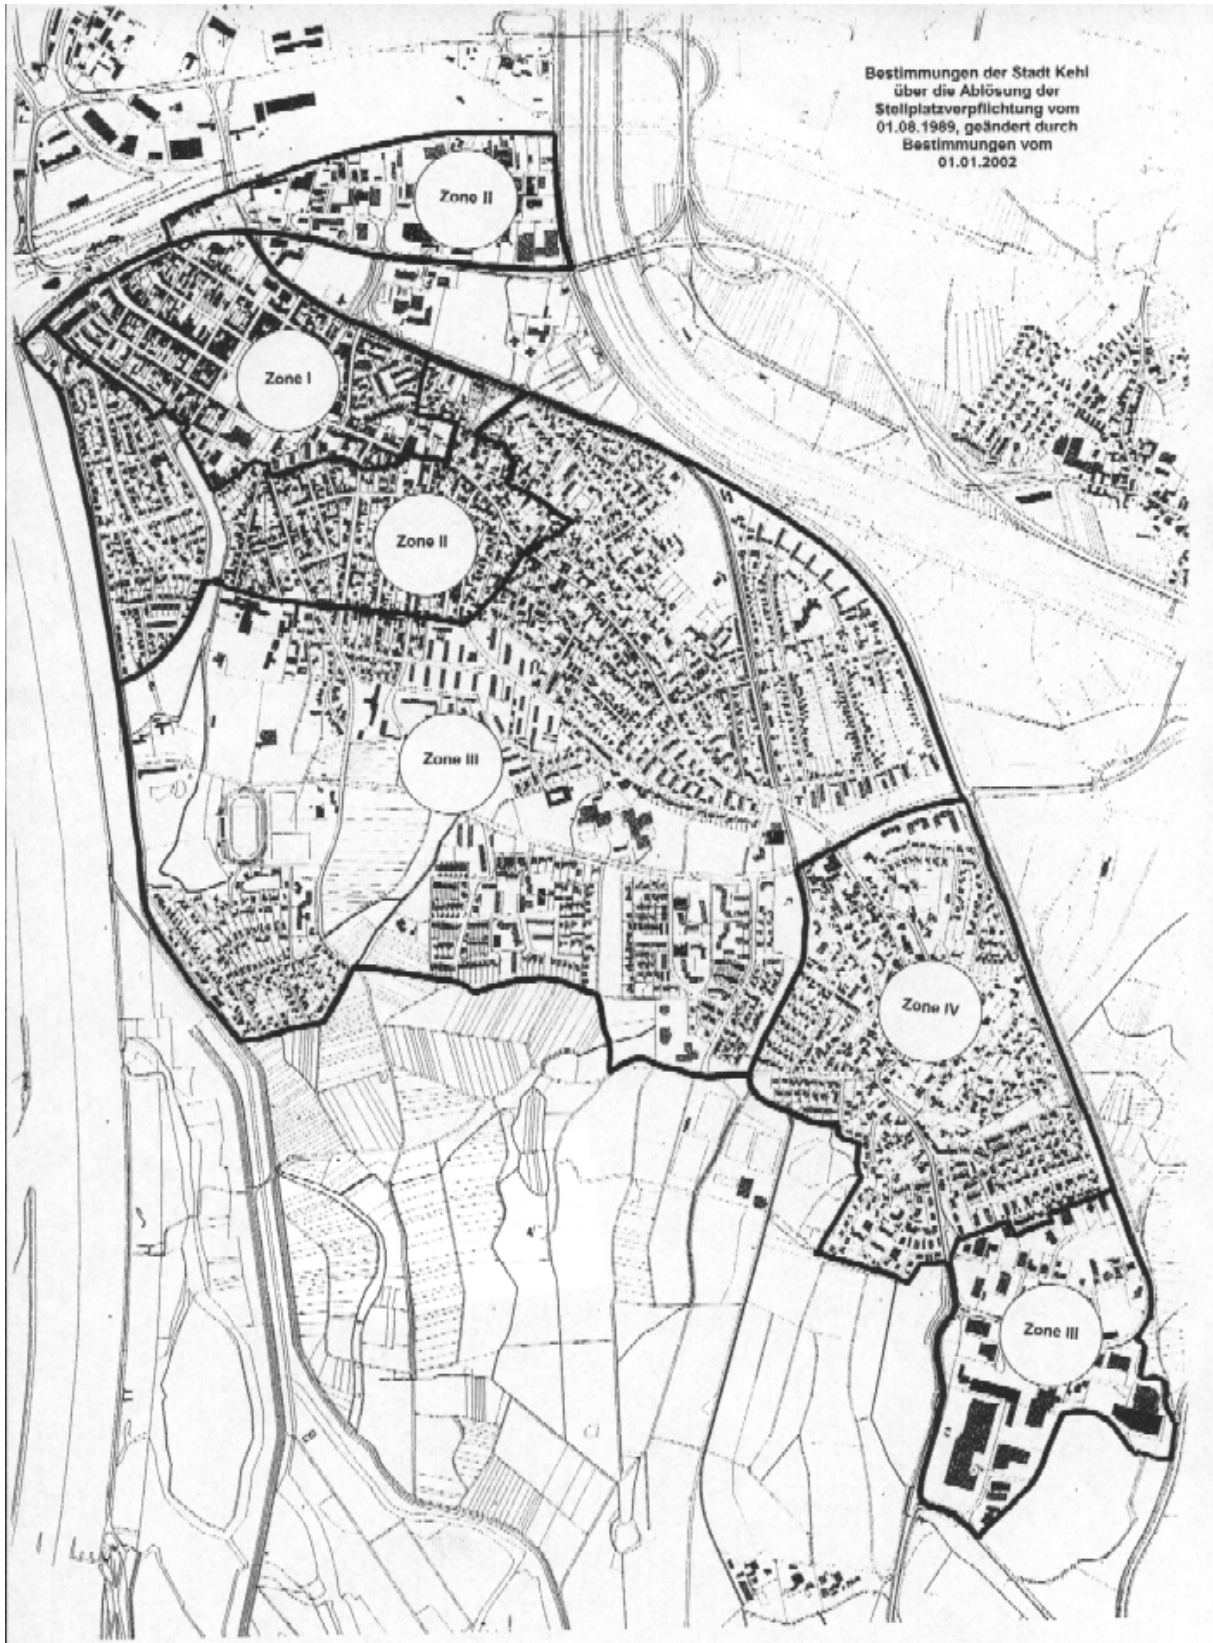 Bestimmungen der Stadt Kehl
über die Ablösung der
Stellplatzverpflichtung vom
01.08.1989, geändert durch
Bestimmungen vom
01.01.2002
Zone II
Zone I
Zone II
Zone III
Zone IV
Zone III